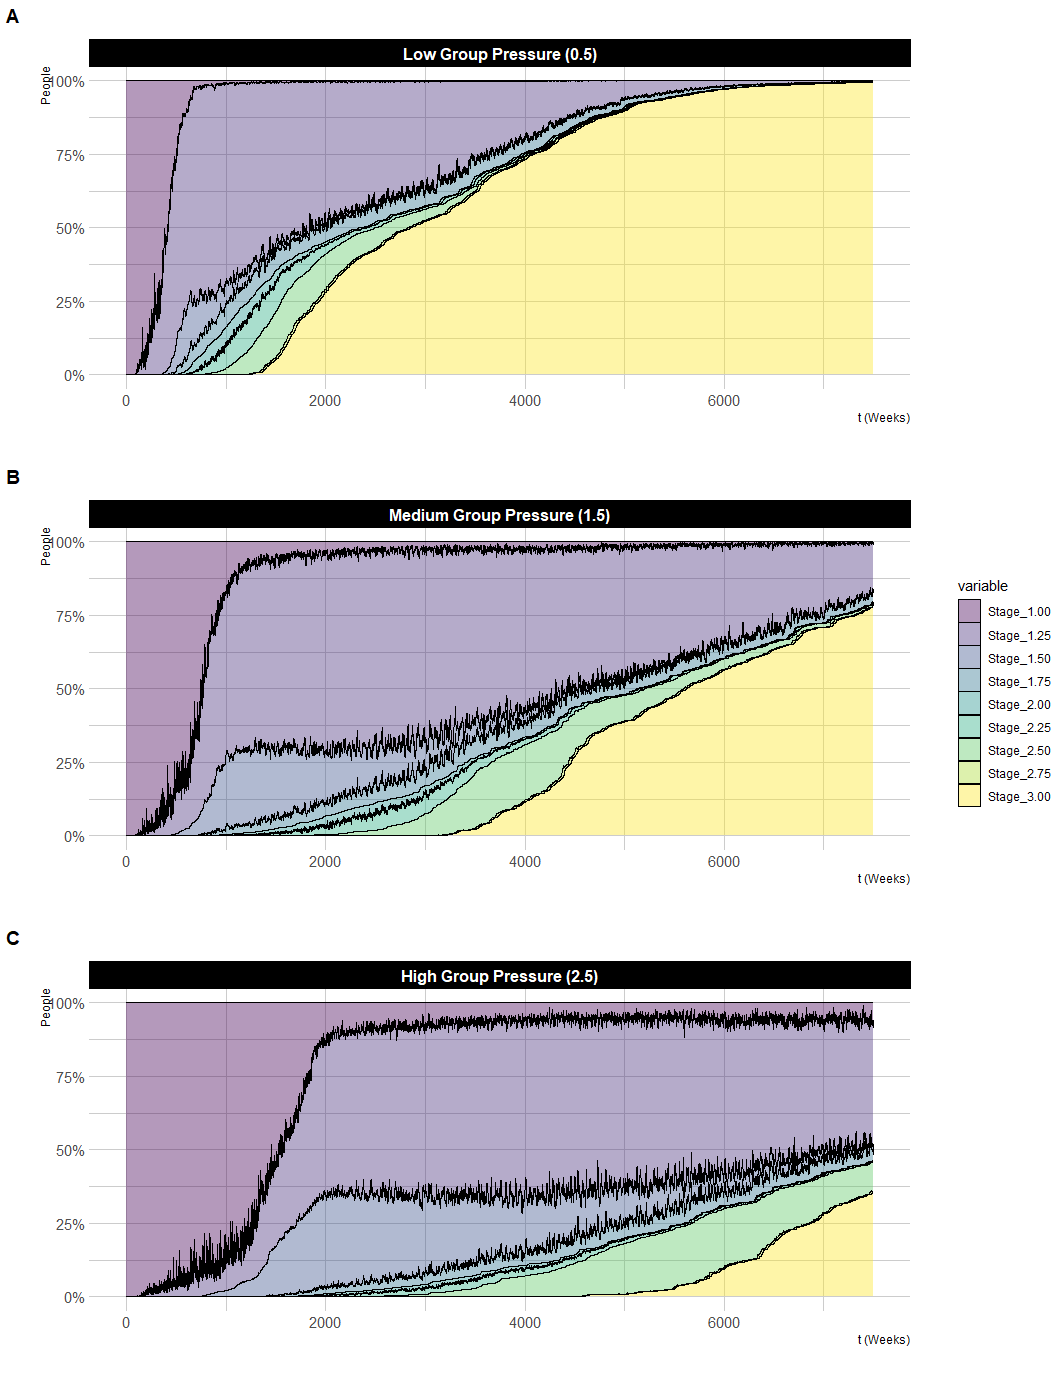 A
Low Group Pressure (0.5)
People
100%
75%
50%
25%
0%
0 2000 4000 6000
t (Weeks)
B
Medium Group Pressure (1.5)
People
100%
75%
50%
25%
0%
0 2000 4000 6000
t (Weeks)
variable
Stage_1.00
Stage_1.25
Stage_1.50
Stage_1.75
Stage_2.00
Stage_2.25
Stage_2.50
Stage_2.75
Stage_3.00
C
High Group Pressure (2.5)
People
100%
75%
50%
25%
0%
0 2000 4000 6000
t (Weeks)